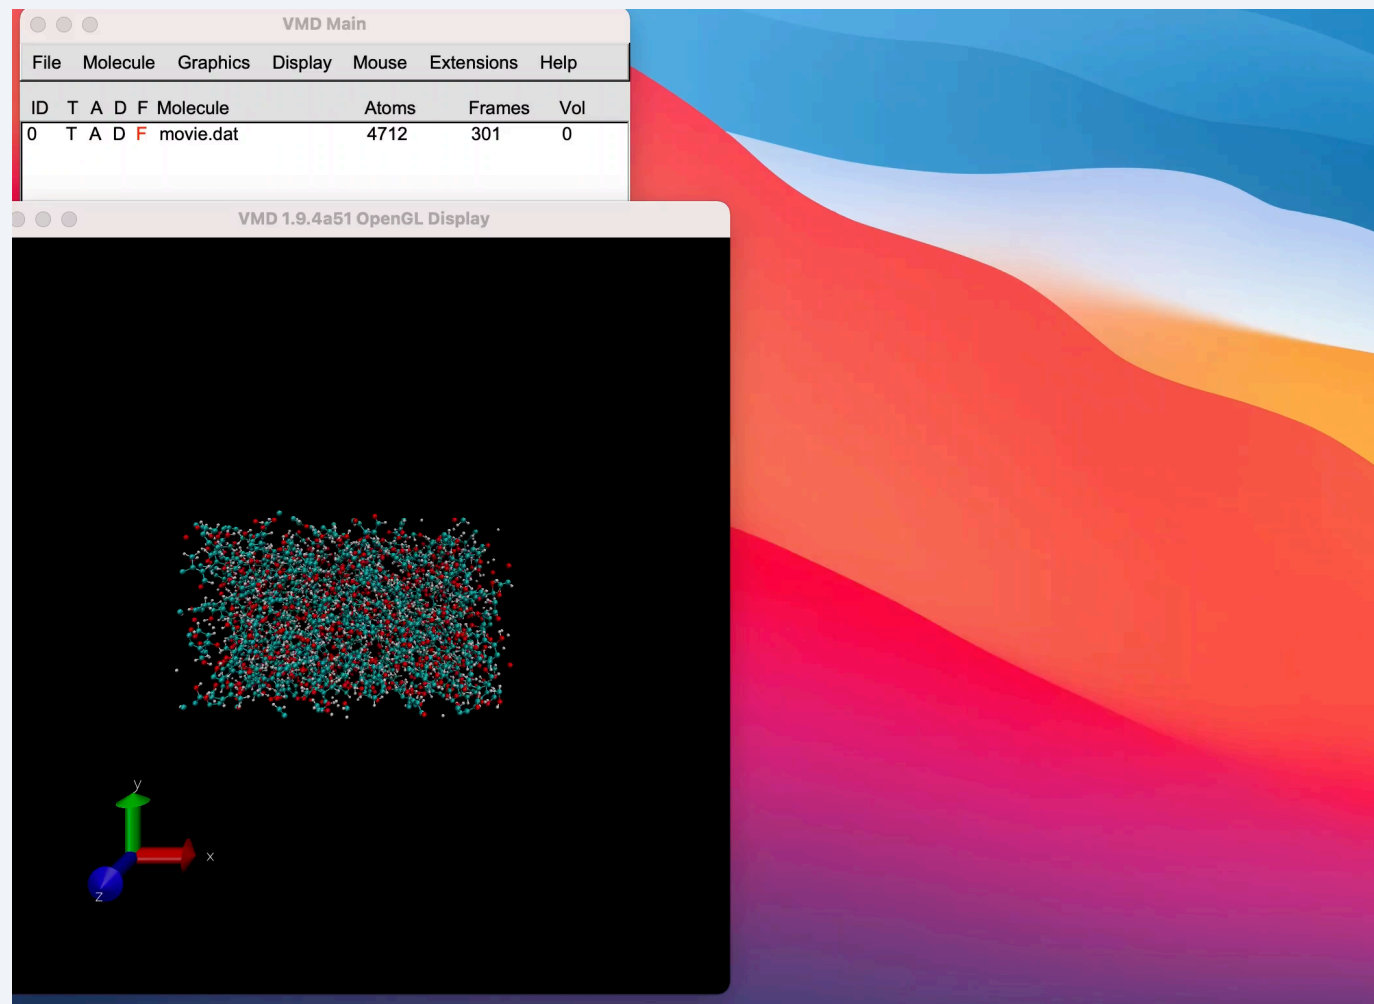 VMD Main
File Molecule Graphics Display Mouse Extensions Help
ID T A D F Molecule Atoms Frames Vol
0 T A D F movie.dat 4712 301 0
VMD 1.9.4a51 OpenGL Display
y
x
z